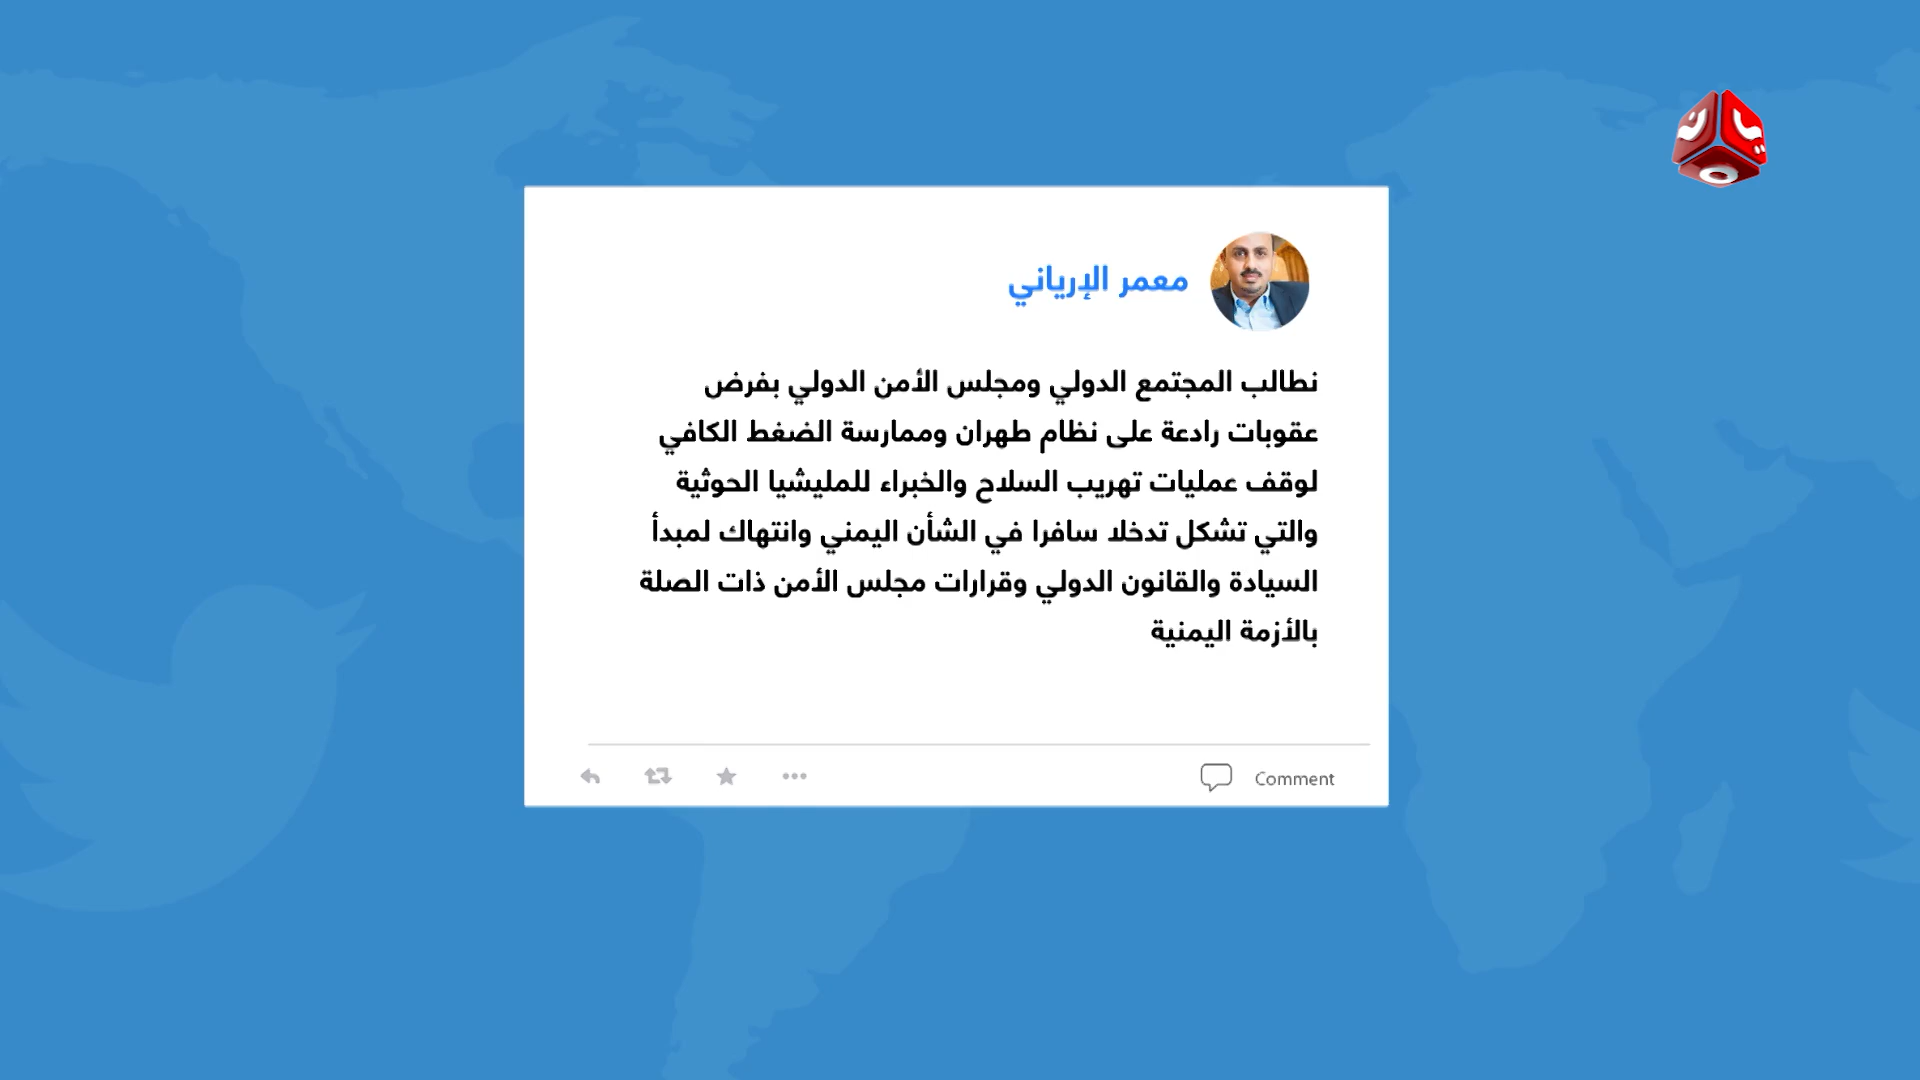 معمر الإرياني
نطالب المجتمع الدولي ومجلس الأمن الدولي بفرض
عقوبات رادعة على نظام طهران وممارسة الضغط الكافي
لوقف عمليات تهريب السلاح والخبراء للمليشيا الحوثية
والتي تشكل تدخلا سافرا في الشأن اليمني وانتهاك لمبدأ
السيادة والقانون الدولي وقرارات مجلس الأمن ذات الصلة
بالأزمة اليمنية
Comment